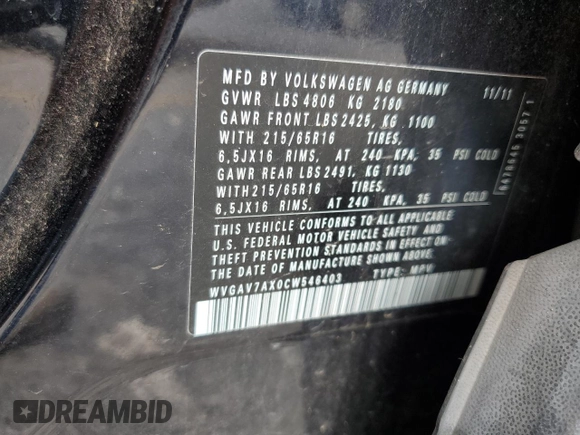 MFD BY VOLKSWAGEN AG GERMANY 11/11
GVWR LBS 4806 KG 2180
GAWR FRONT LBS 2425, KG 1100
WITH 215/65R16 TIRES,
6,5JX16 RIMS, AT 240 KPA, 35 PSI COLD
GAWR REAR LBS 2491, KG 1130
WITH 215/65R16 TIRES,
6,5JX16 RIMS, AT 240 KPA, 35 PSI COLD
THIS VEHICLE CONFORMS TO ALL APPLICABLE
U.S. FEDERAL MOTOR VEHICLE SAFETY AND
THEFT PREVENTION STANDARDS IN EFFECT ON
THE DATE OF MANUFACTURE SHOWN ABOVE.
WVGAV7AX0CW546403 TYPE: MPV
DREAMBID